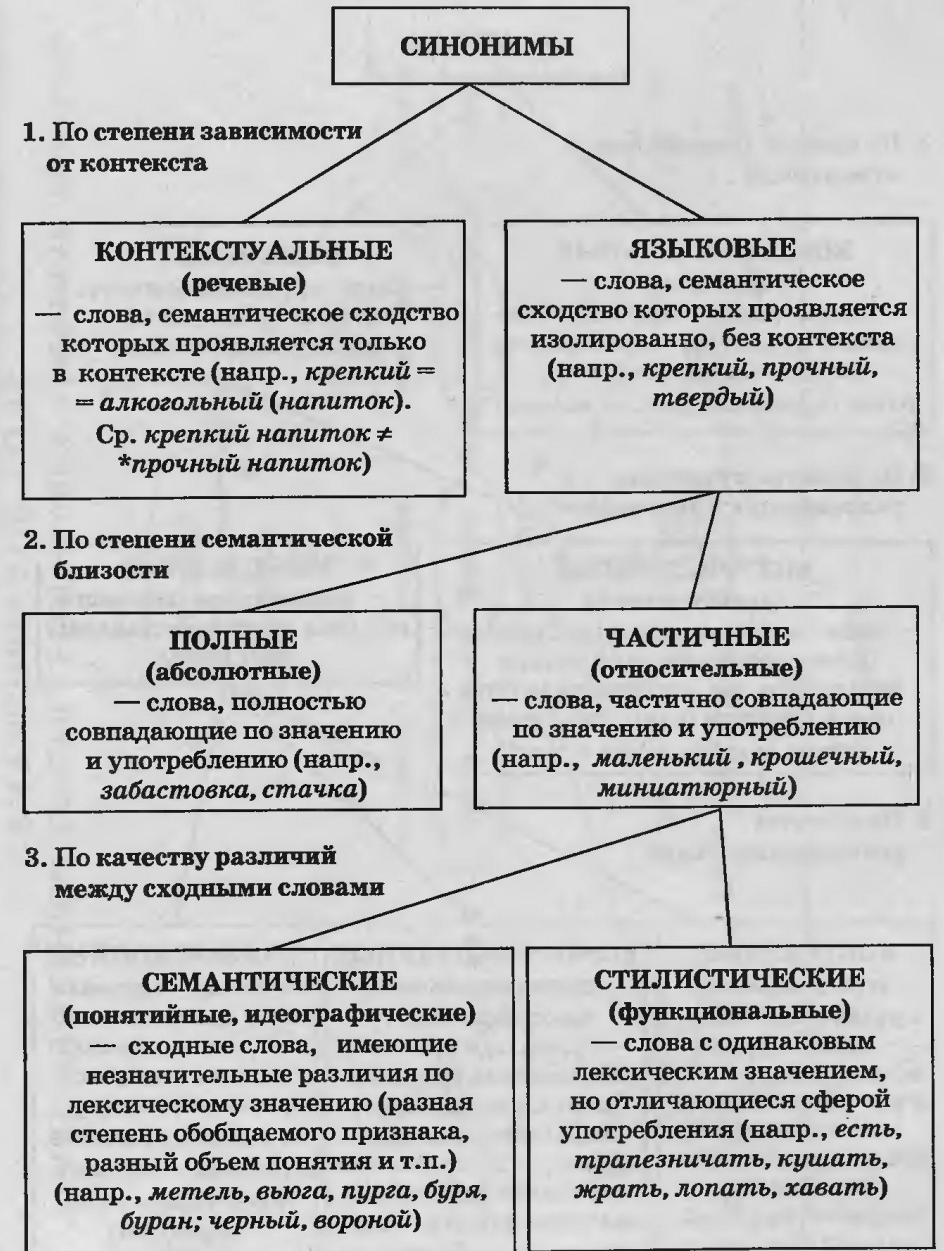 СИНОНИМЫ
1. По степени зависимости
от контекста
КОНТЕКСТУАЛЬНЫЕ
(речевые)
— слова, семантическое сходство
которых проявляется только
в контексте (напр., крепкий =
= алкогольный (напиток).
Ср. крепкий напиток ≠
*прочный напиток)
ЯЗЫКОВЫЕ
— слова, семантическое
сходство которых проявляется
изолированно, без контекста
(напр., крепкий, прочный,
твердый)
2. По степени семантической
близости
ПОЛНЫЕ
(абсолютные)
— слова, полностью
совпадающие по значению
и употреблению (напр.,
забастовка, стачка)
ЧАСТИЧНЫЕ
(относительные)
— слова, частично совпадающие
по значению и употреблению
(напр., маленький , крошечный,
миниатюрный)
3. По качеству различий
между сходными словами
СЕМАНТИЧЕСКИЕ
(понятийные, идеографические)
— сходные слова, имеющие
незначительные различия по
лексическому значению (разная
степень обобщаемого признака,
разный объем понятия и т.п.)
(напр., метель, вьюга, пурга, буря,
буран; черный, вороной)
СТИЛИСТИЧЕСКИЕ
(функциональные)
— слова с одинаковым
лексическим значением,
но отличающиеся сферой
употребления (напр., есть,
трапезничать, кушать,
жрать, лопать, хавать)